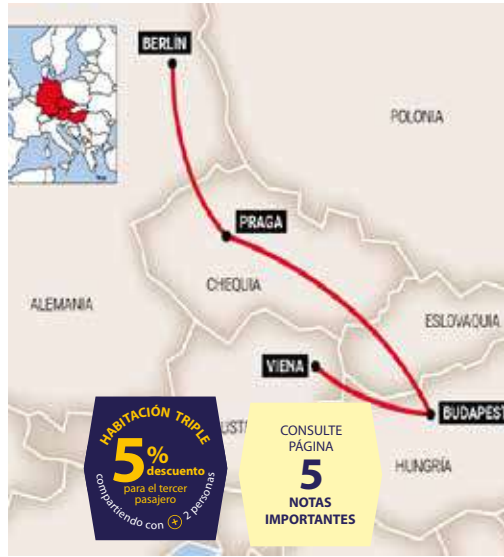 BERLÍN
POLONIA
PRAGA
CHEQUIA
ALEMANIA
ESLOVAQUIA
VIENA
BUDAPEST
HUNGRÍA
HABITACIÓN TRIPLE
5%
descuento
para el tercer
pasajero
compartiendo con + 2 personas
CONSULTE
PÁGINA
5
NOTAS
IMPORTANTES